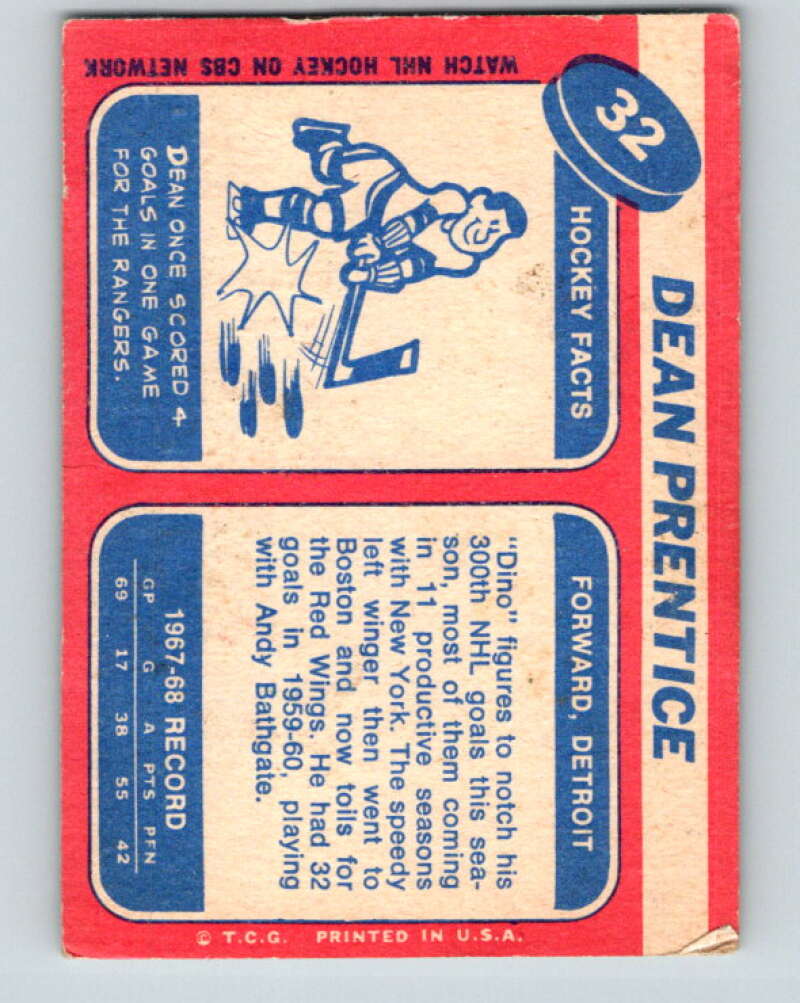 32
DEAN PRENTICE
WATCH NHL HOCKEY ON CBS NETWORK
HOCKEY FACTS
DEAN ONCE SCORED 4
GOALS IN ONE GAME
FOR THE RANGERS.
FORWARD, DETROIT
"Dino" figures to notch his
300th NHL goals this sea-
son, most of them coming
in 11 productive seasons
with New York. The speedy
left winger then went to
Boston and now toils for
the Red Wings. He had 32
goals in 1959-60, playing
with Andy Bathgate.
1967-68 RECORD
GP G A PTS PEN
69 17 38 55 42
© T.C.G. PRINTED IN U.S.A.